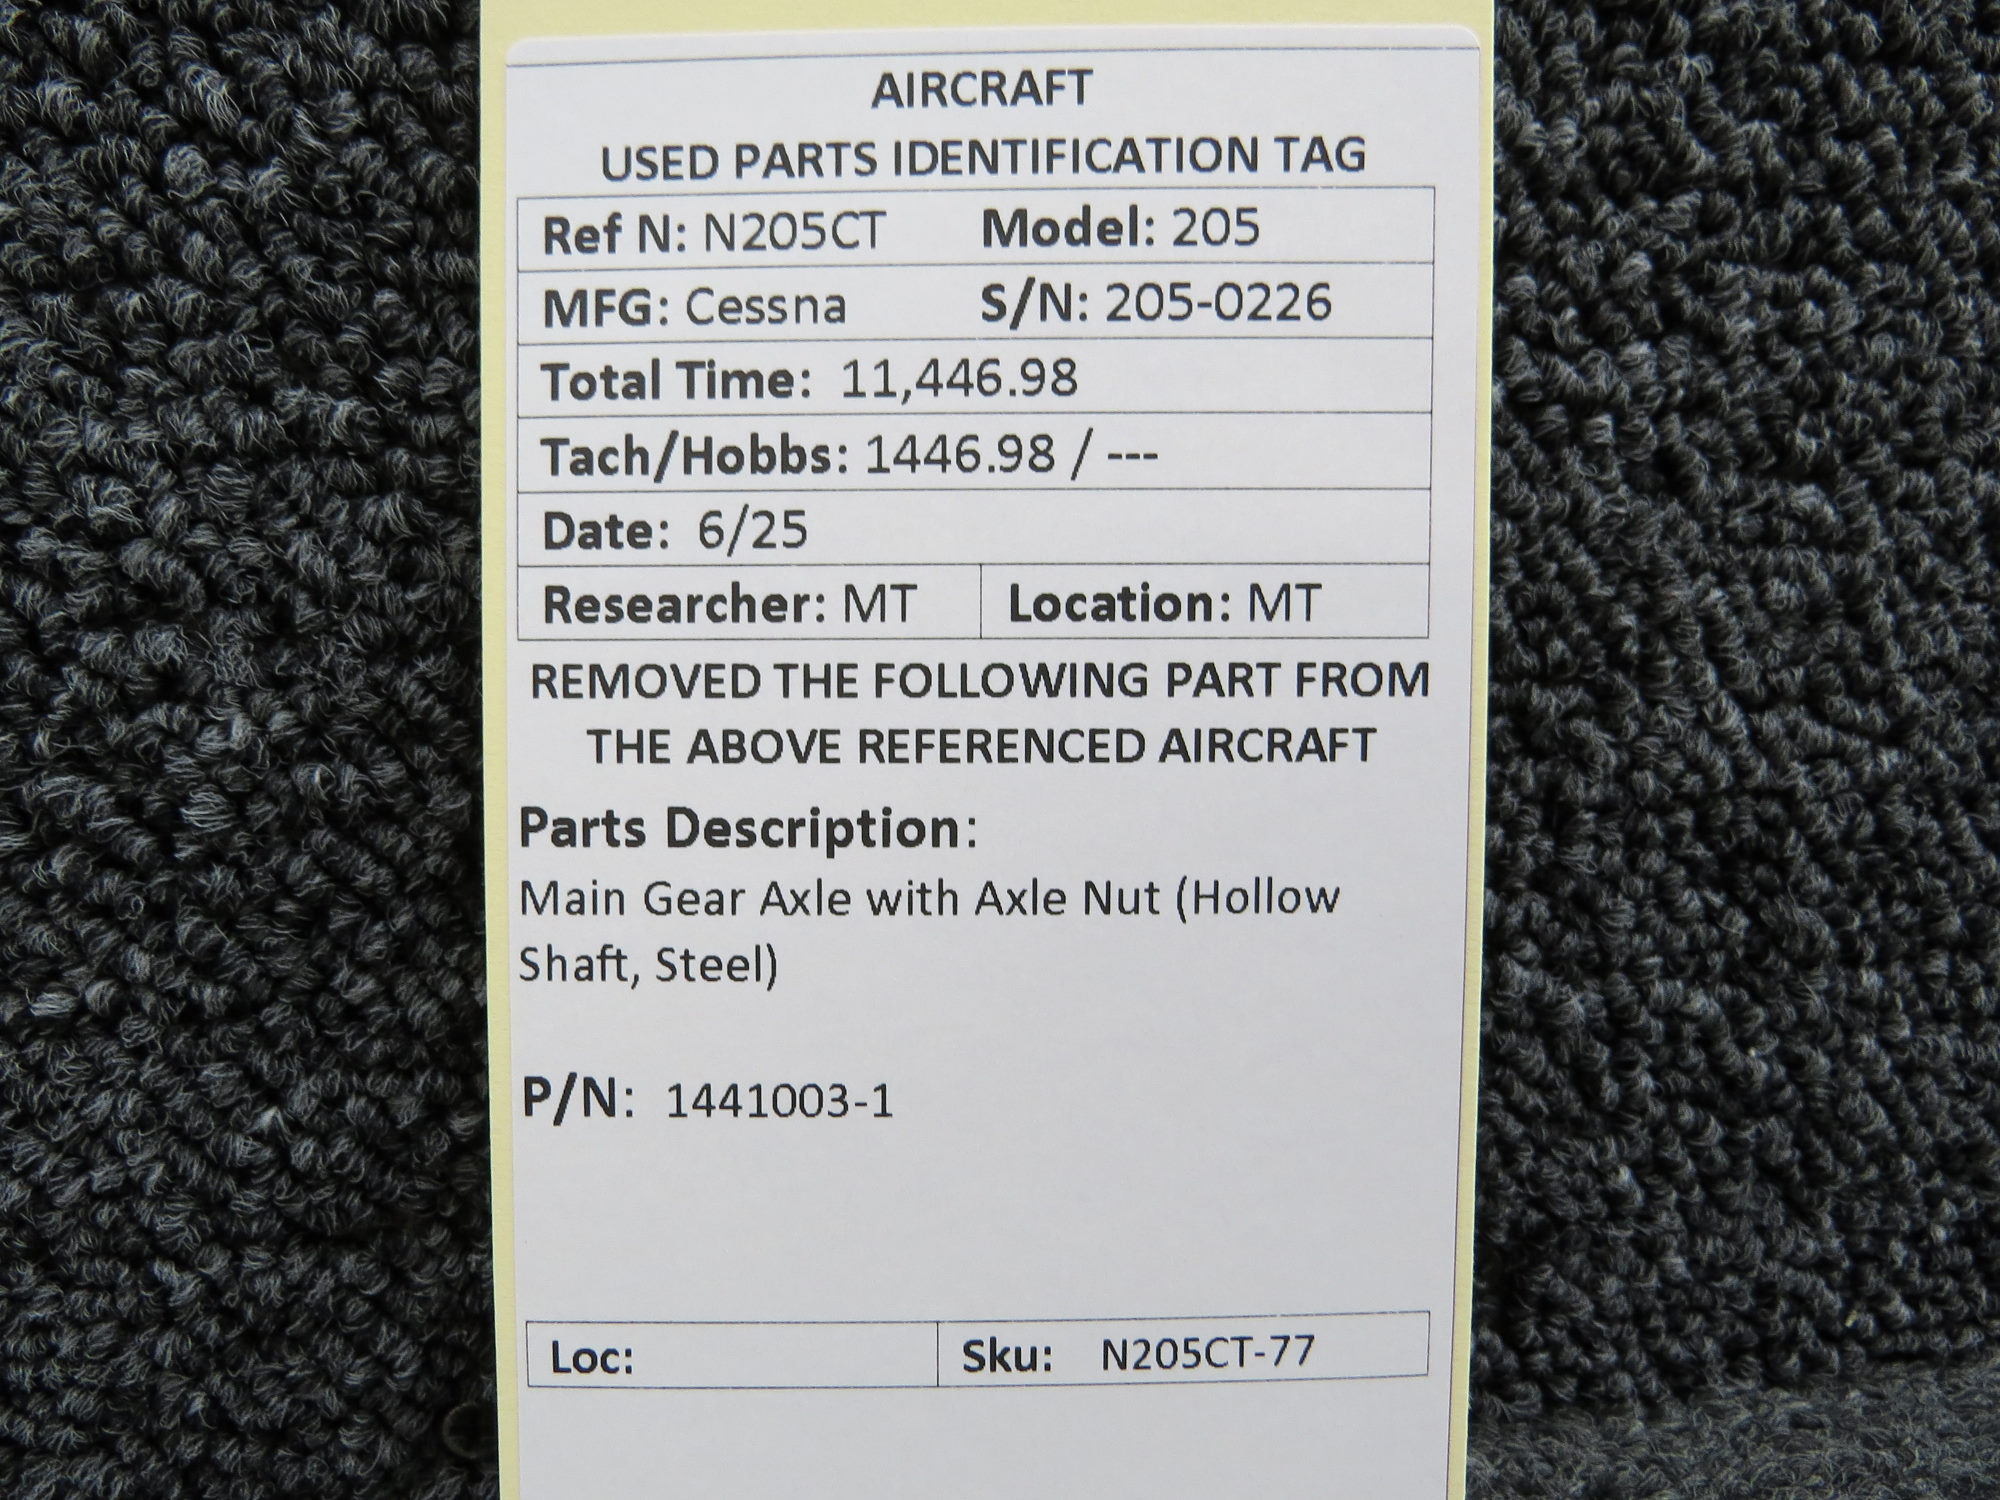 AIRCRAFT
USED PARTS IDENTIFICATION TAG
Ref N: N205CT Model: 205
MFG: Cessna S/N: 205-0226
Total Time: 11,446.98
Tach/Hobbs: 1446.98 / ---
Date: 6/25
Researcher: MT Location: MT
REMOVED THE FOLLOWING PART FROM
THE ABOVE REFERENCED AIRCRAFT
Parts Description:
Main Gear Axle with Axle Nut (Hollow
Shaft, Steel)
P/N: 1441003-1
Loc: Sku: N205CT-77